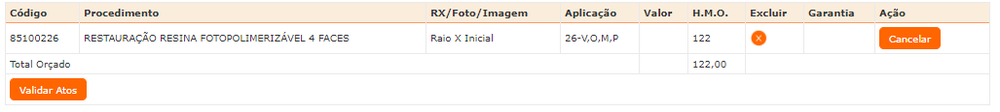 Código Procedimento RX/Foto/Imagem Aplicação Valor H.M.O. Excluir Garantia Ação
85100226 RESTAURAÇÃO RESINA FOTOPOLIMERIZÁVEL 4 FACES Raio X Inicial 26-V,O,M,P 122 X Cancelar
Total Orçado 122,00
Validar Atos